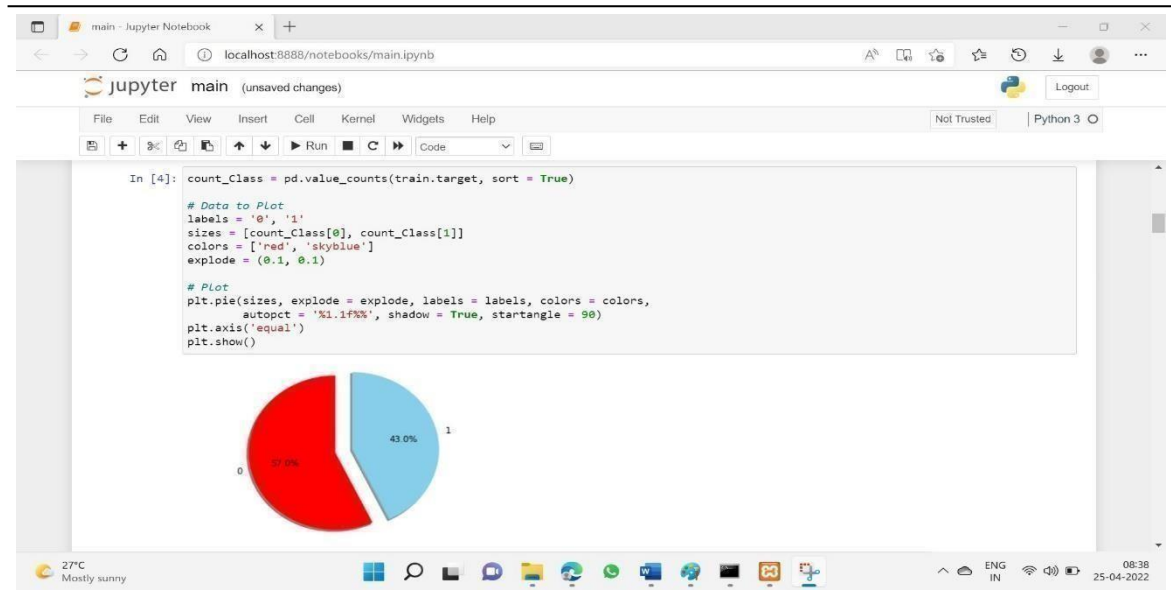 main - Jupyter Notebook
localhost:8888/notebooks/main.ipynb
jupyter main (unsaved changes)
Logout
File Edit View Insert Cell Kernel Widgets Help
Not Trusted Python 3
Run Code
In [4]: count_Class = pd.value_counts(train.target, sort = True)
# Data to Plot
labels = '0', '1'
sizes = [count_Class[0], count_Class[1]]
colors = ['red', 'skyblue']
explode = (0.1, 0.1)
# Plot
plt.pie(sizes, explode = explode, labels = labels, colors = colors,
autopct = '%1.1f%%', shadow = True, startangle = 90)
plt.axis('equal')
plt.show()
1
43.0%
57.0%
0
27°C
Mostly sunny
ENG
IN
08:38
25-04-2022